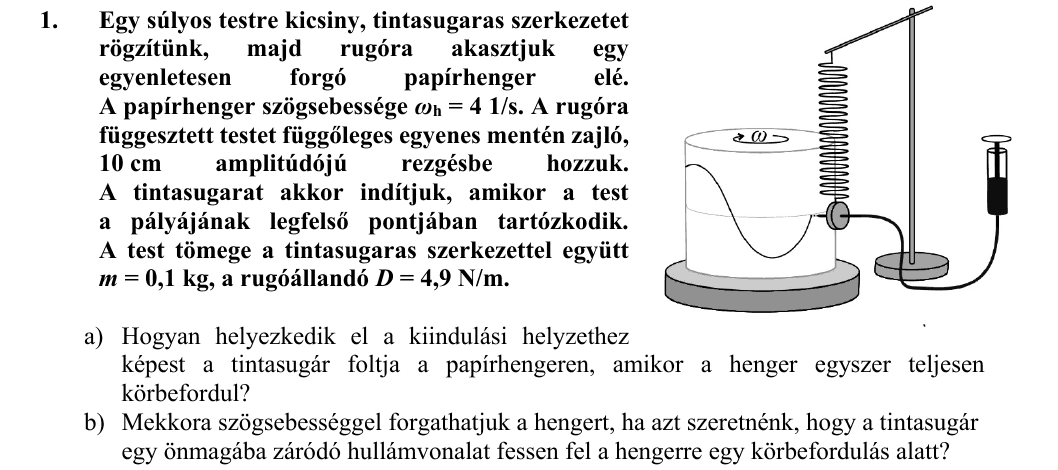 1. Egy súlyos testre kicsiny, tintasugaras szerkezetet
rögzítünk, majd rugóra akasztjuk egy
egyenletesen forgó papírhenger elé.
A papírhenger szögsebessége ωh = 4 1/s. A rugóra
függesztett testet függőleges egyenes mentén zajló,
10 cm amplitúdójú rezgésbe hozzuk.
A tintasugarat akkor indítjuk, amikor a test
a pályájának legfelső pontjában tartózkodik.
A test tömege a tintasugaras szerkezettel együtt
m = 0,1 kg, a rugóállandó D = 4,9 N/m.
ω
a) Hogyan helyezkedik el a kiindulási helyzethez
képest a tintasugár foltja a papírhengeren, amikor a henger egyszer teljesen
körbefordul?
b) Mekkora szögsebességgel forgathatjuk a hengert, ha azt szeretnénk, hogy a tintasugár
egy önmagába záródó hullámvonalat fessen fel a hengerre egy körbefordulás alatt?